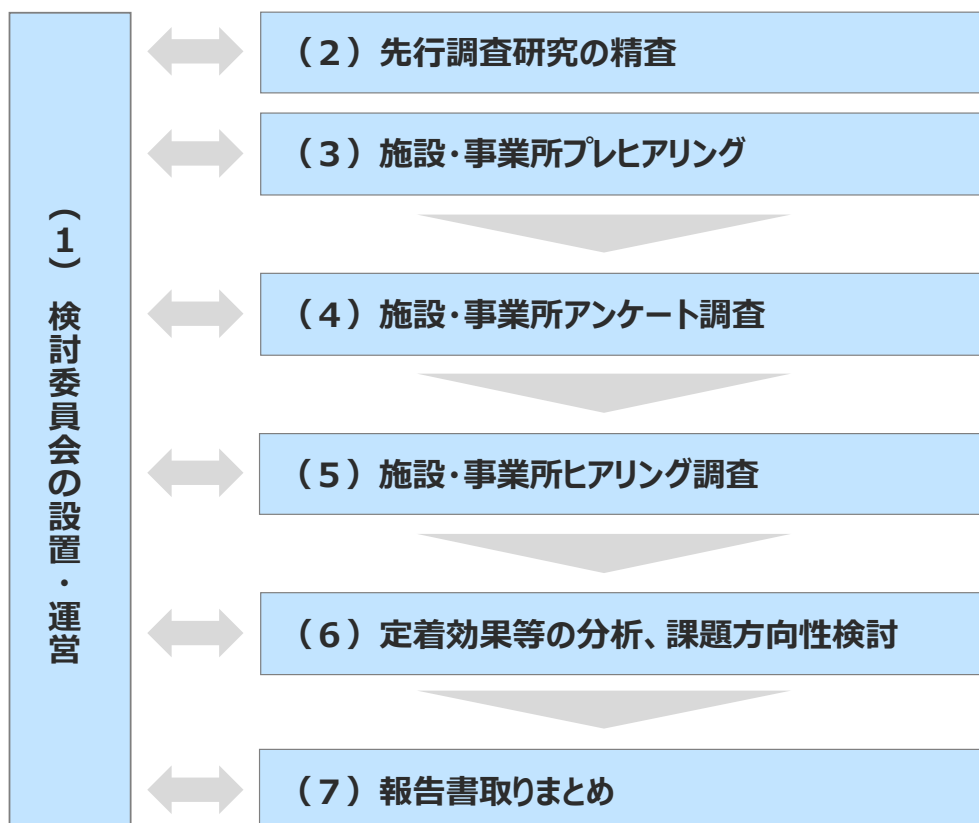 （1） 検討委員会の設置・運営
（2）先行調査研究の精査
（3）施設・事業所プレヒアリング
（4）施設・事業所アンケート調査
（5）施設・事業所ヒアリング調査
（6）定着効果等の分析、課題方向性検討
（7）報告書取りまとめ